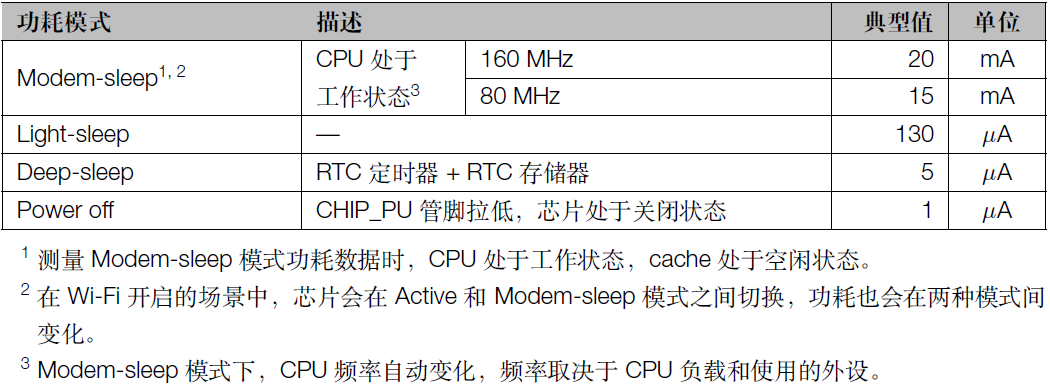 功耗模式 描述 典型值 单位
Modem-sleep1, 2 CPU 处于 160 MHz 20 mA
工作状态3 80 MHz 15 mA
Light-sleep — 130 μA
Deep-sleep RTC 定时器 + RTC 存储器 5 μA
Power off CHIP_PU 管脚拉低，芯片处于关闭状态 1 μA
1 测量 Modem-sleep 模式功耗数据时，CPU 处于工作状态，cache 处于空闲状态。
2 在 Wi-Fi 开启的场景中，芯片会在 Active 和 Modem-sleep 模式之间切换，功耗也会在两种模式间
变化。
3 Modem-sleep 模式下，CPU 频率自动变化，频率取决于 CPU 负载和使用的外设。